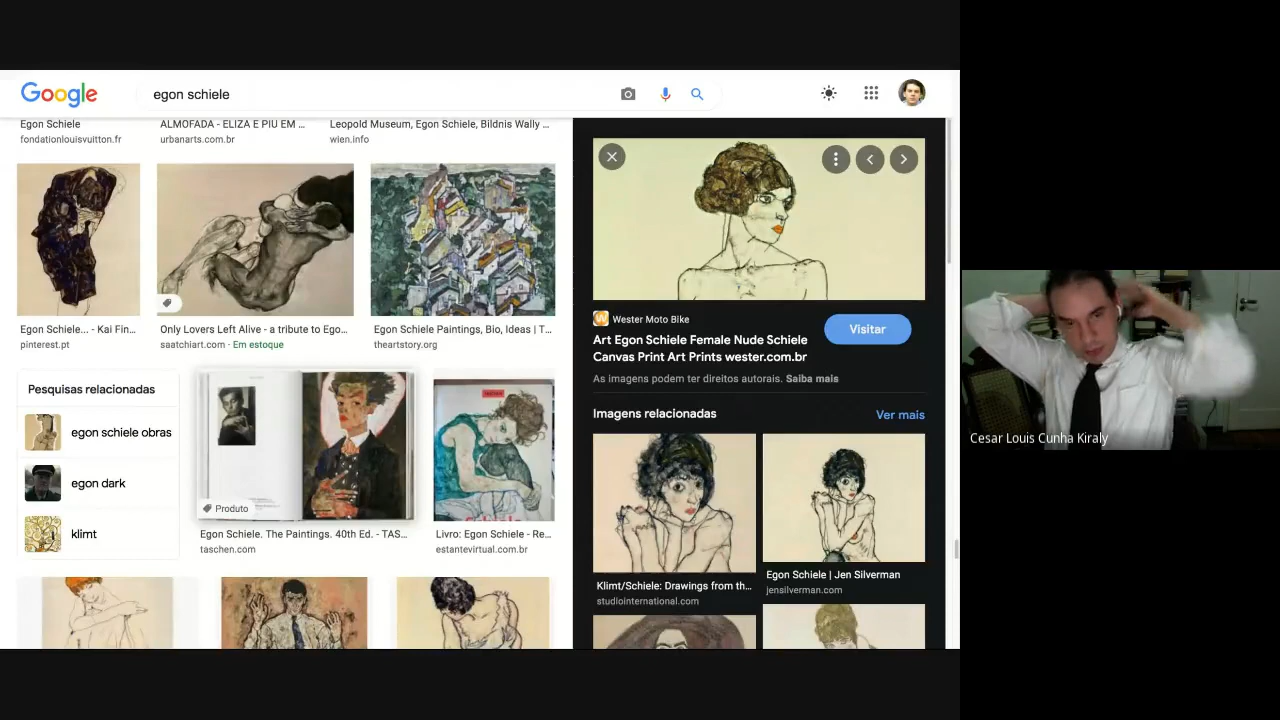 Google
egon schiele
Egon Schiele
fondationlouisvuitton.fr
ALMOFADA - ELIZA E PIU EM ...
urbanarts.com.br
Leopold Museum, Egon Schiele, Bildnis Wally ...
wien.info
Egon Schiele... - Kai Fin...
pinterest.pt
Only Lovers Left Alive - a tribute to Ego...
saatchiart.com · Em estoque
Egon Schiele Paintings, Bio, Ideas | T...
theartstory.org
Pesquisas relacionadas
egon schiele obras
egon dark
klimt
Produto
Egon Schiele. The Paintings. 40th Ed. - TAS...
taschen.com
Livro: Egon Schiele - Re...
estantevirtual.com.br
Wester Moto Bike
Art Egon Schiele Female Nude Schiele
Canvas Print Art Prints wester.com.br
Visitar
As imagens podem ter direitos autorais. Saiba mais
Imagens relacionadas
Ver mais
Klimt/Schiele: Drawings from th...
studiointernational.com
Egon Schiele | Jen Silverman
jensilverman.com
Cesar Louis Cunha Kiraly